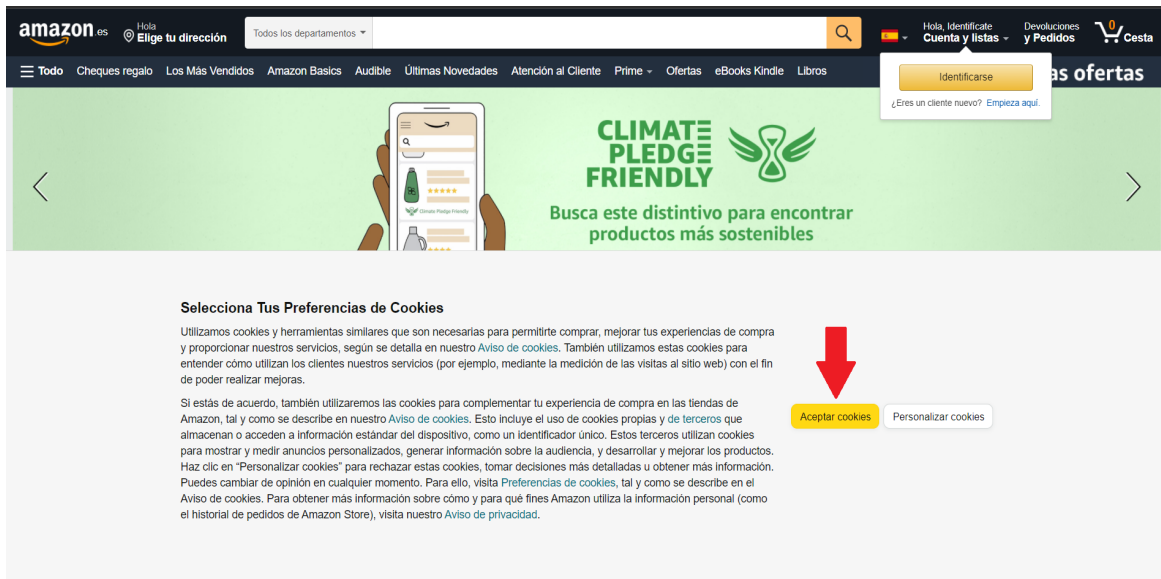 amazon.es
Hola
Elige tu dirección
Todos los departamentos
Hola, Identifícate
Cuenta y listas
Devoluciones
y Pedidos
0
Cesta
Todo Cheques regalo Los Más Vendidos Amazon Basics Audible Últimas Novedades Atención al Cliente Prime Ofertas eBooks Kindle Libros
as ofertas
Identificarse
¿Eres un cliente nuevo? Empieza aquí.
CLIMATE
PLEDGE
FRIENDLY
Climate Pledge Friendly
Busca este distintivo para encontrar
productos más sostenibles
Selecciona Tus Preferencias de Cookies
Utilizamos cookies y herramientas similares que son necesarias para permitirte comprar, mejorar tus experiencias de compra
y proporcionar nuestros servicios, según se detalla en nuestro Aviso de cookies. También utilizamos estas cookies para
entender cómo utilizan los clientes nuestros servicios (por ejemplo, mediante la medición de las visitas al sitio web) con el fin
de poder realizar mejoras.
Si estás de acuerdo, también utilizaremos las cookies para complementar tu experiencia de compra en las tiendas de
Amazon, tal y como se describe en nuestro Aviso de cookies. Esto incluye el uso de cookies propias y de terceros que
almacenan o acceden a información estándar del dispositivo, como un identificador único. Estos terceros utilizan cookies
para mostrar y medir anuncios personalizados, generar información sobre la audiencia, y desarrollar y mejorar los productos.
Haz clic en “Personalizar cookies” para rechazar estas cookies, tomar decisiones más detalladas u obtener más información.
Puedes cambiar de opinión en cualquier momento. Para ello, visita Preferencias de cookies, tal y como se describe en el
Aviso de cookies. Para obtener más información sobre cómo y para qué fines Amazon utiliza la información personal (como
el historial de pedidos de Amazon Store), visita nuestro Aviso de privacidad.
Aceptar cookies
Personalizar cookies